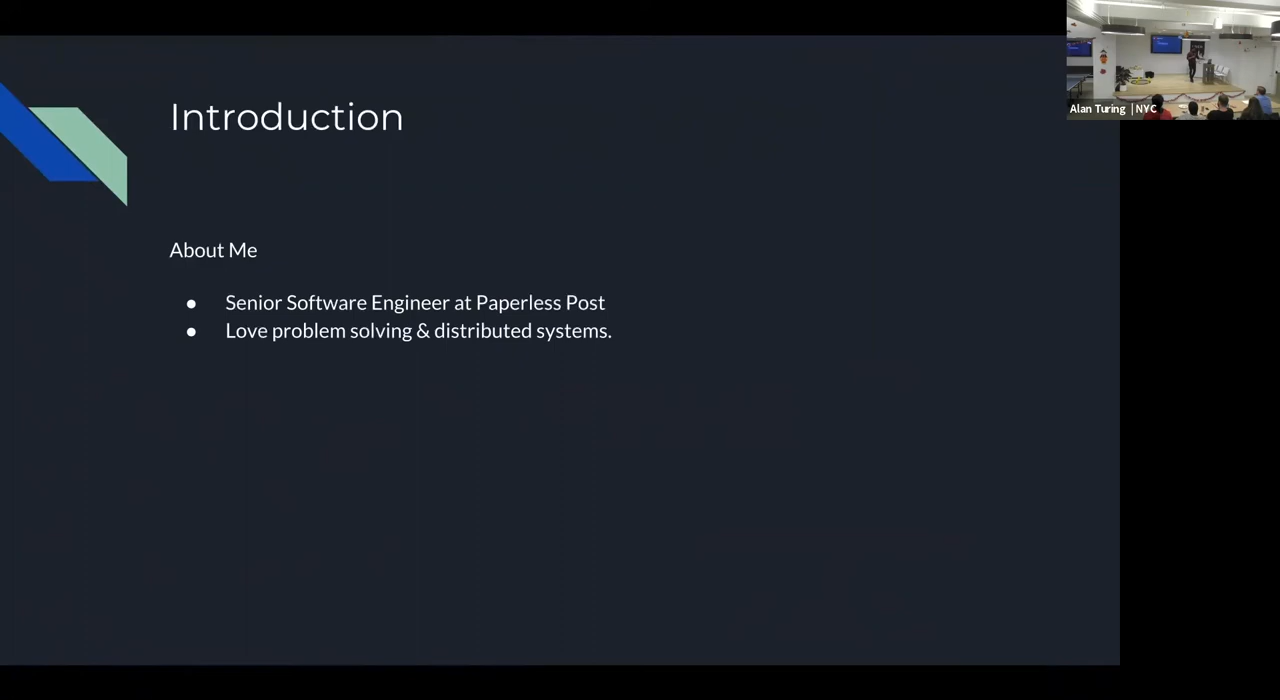 Introduction
Alan Turing | NYC
About Me
● Senior Software Engineer at Paperless Post
● Love problem solving & distributed systems.